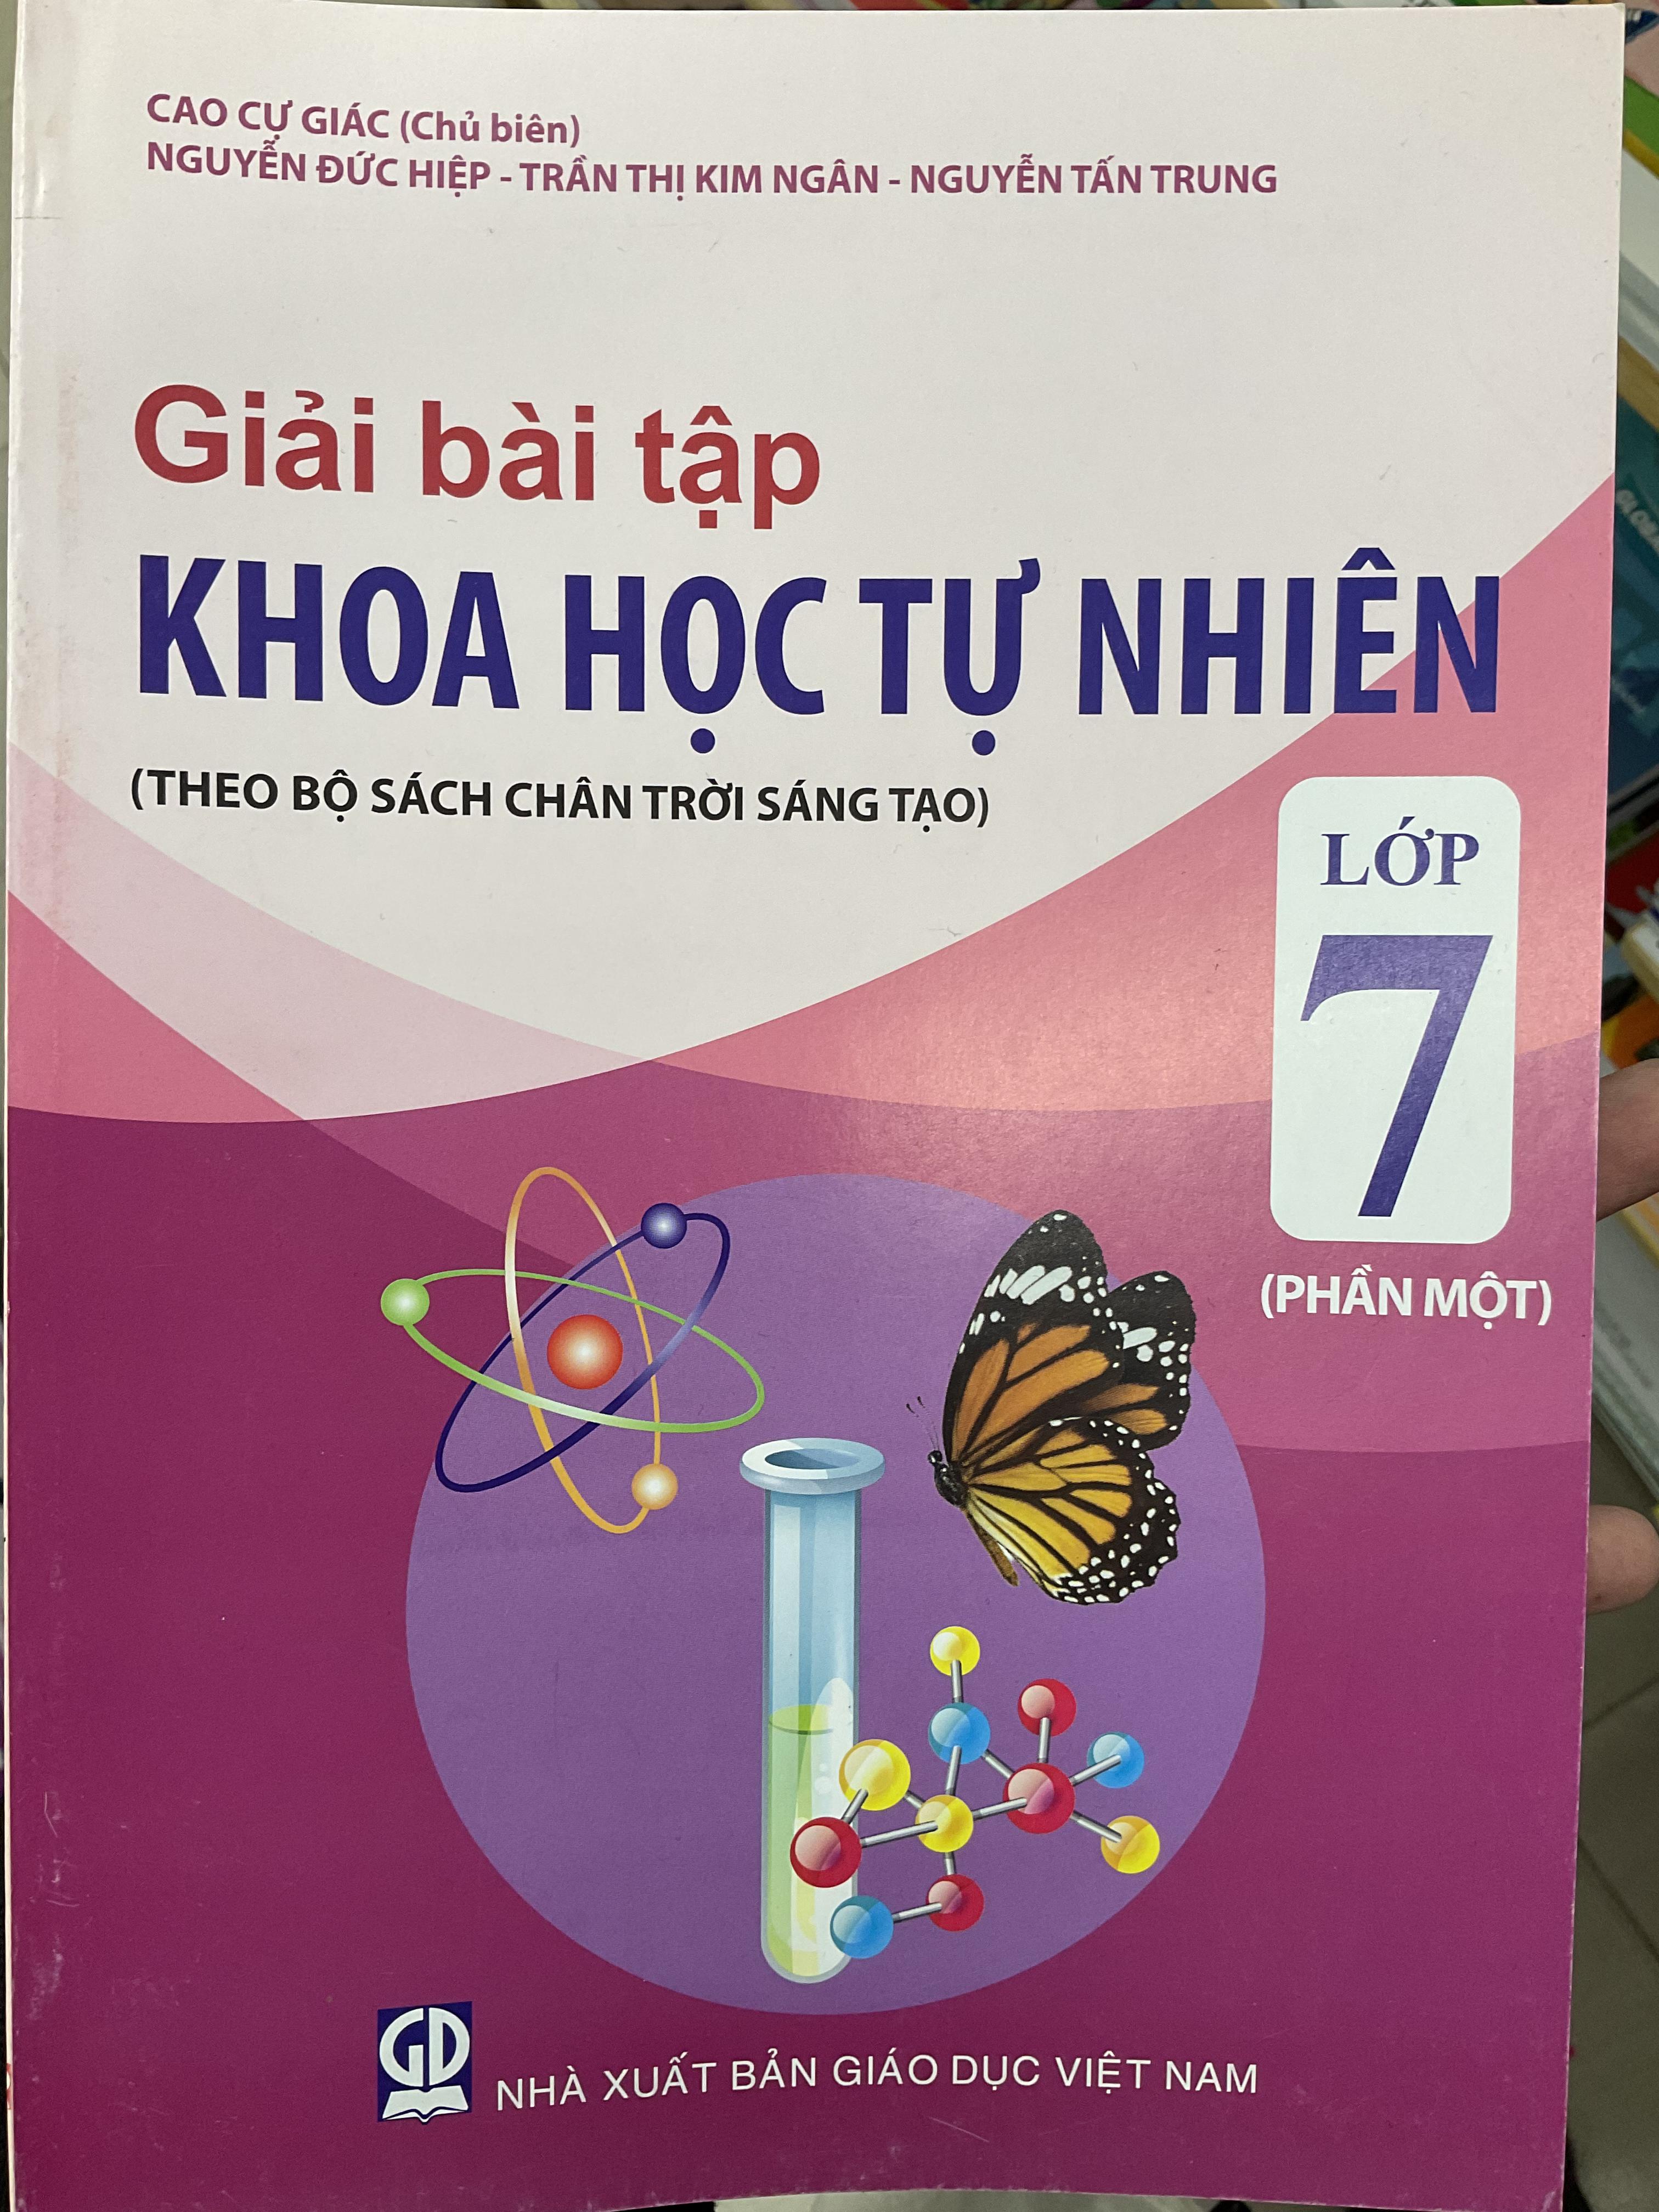 CAO CỰ GIÁC (Chủ biên)
NGUYỄN ĐỨC HIỆP - TRẦN THỊ KIM NGÂN - NGUYỄN TẤN TRUNG
Giải bài tập
KHOA HỌC TỰ NHIÊN
(THEO BỘ SÁCH CHÂN TRỜI SÁNG TẠO)
LỚP
7
(PHẦN MỘT)
GD
NHÀ XUẤT BẢN GIÁO DỤC VIỆT NAM